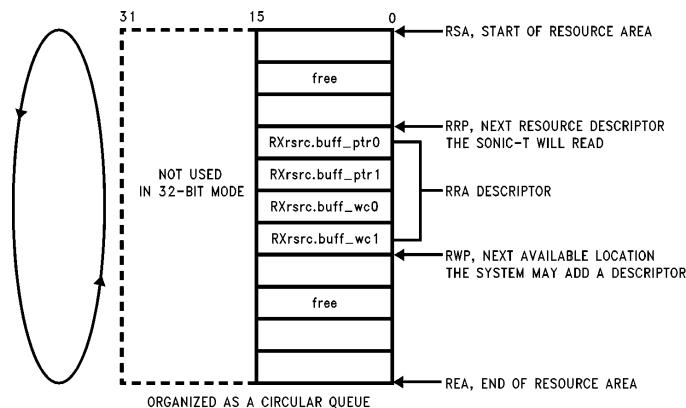 31 15 0
RSA, START OF RESOURCE AREA
free
RRP, NEXT RESOURCE DESCRIPTOR
THE SONIC-T WILL READ
RXrsrc.buff_ptr0
NOT USED
IN 32-BIT MODE
RXrsrc.buff_ptr1
RRA DESCRIPTOR
RXrsrc.buff_wc0
RXrsrc.buff_wc1
RWP, NEXT AVAILABLE LOCATION
THE SYSTEM MAY ADD A DESCRIPTOR
free
REA, END OF RESOURCE AREA
ORGANIZED AS A CIRCULAR QUEUE